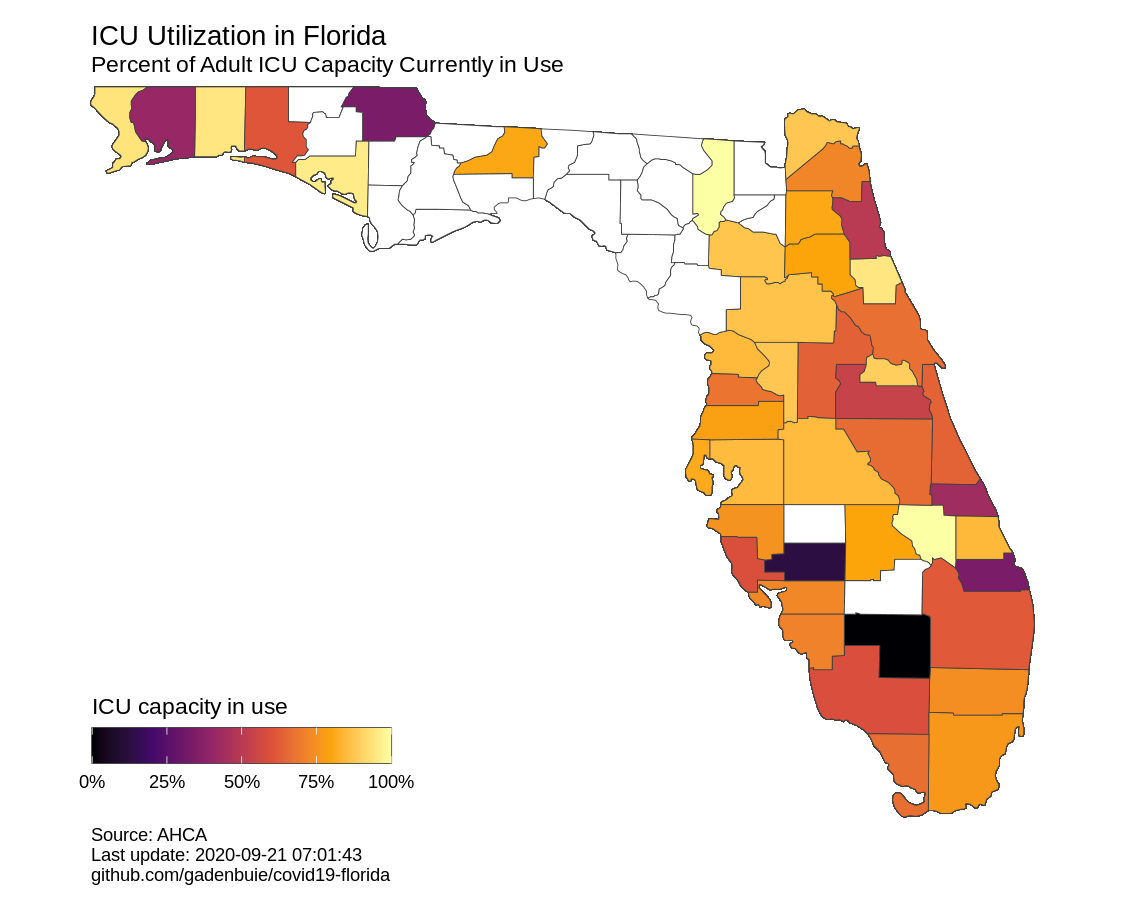 ICU Utilization in Florida
Percent of Adult ICU Capacity Currently in Use
ICU capacity in use
0% 25% 50% 75% 100%
Source: AHCA
Last update: 2020-09-21 07:01:43
github.com/gadenbuie/covid19-florida